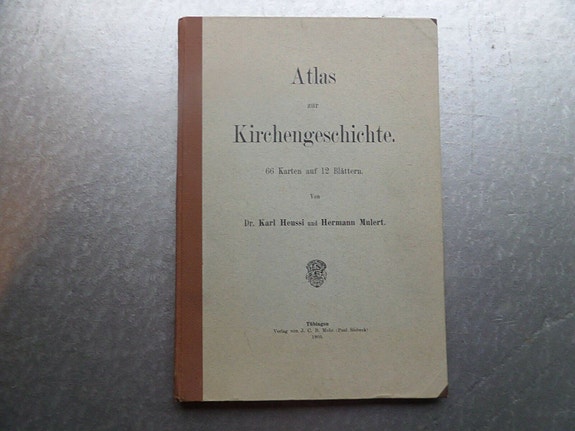 Atlas
zur
Kirchengeschichte.
66 Karten auf 12 Blättern.
Von
Dr. Karl Heussi und Hermann Mulert.
Tübingen
Verlag von J. C. B. Mohr (Paul Siebeck)
1905.